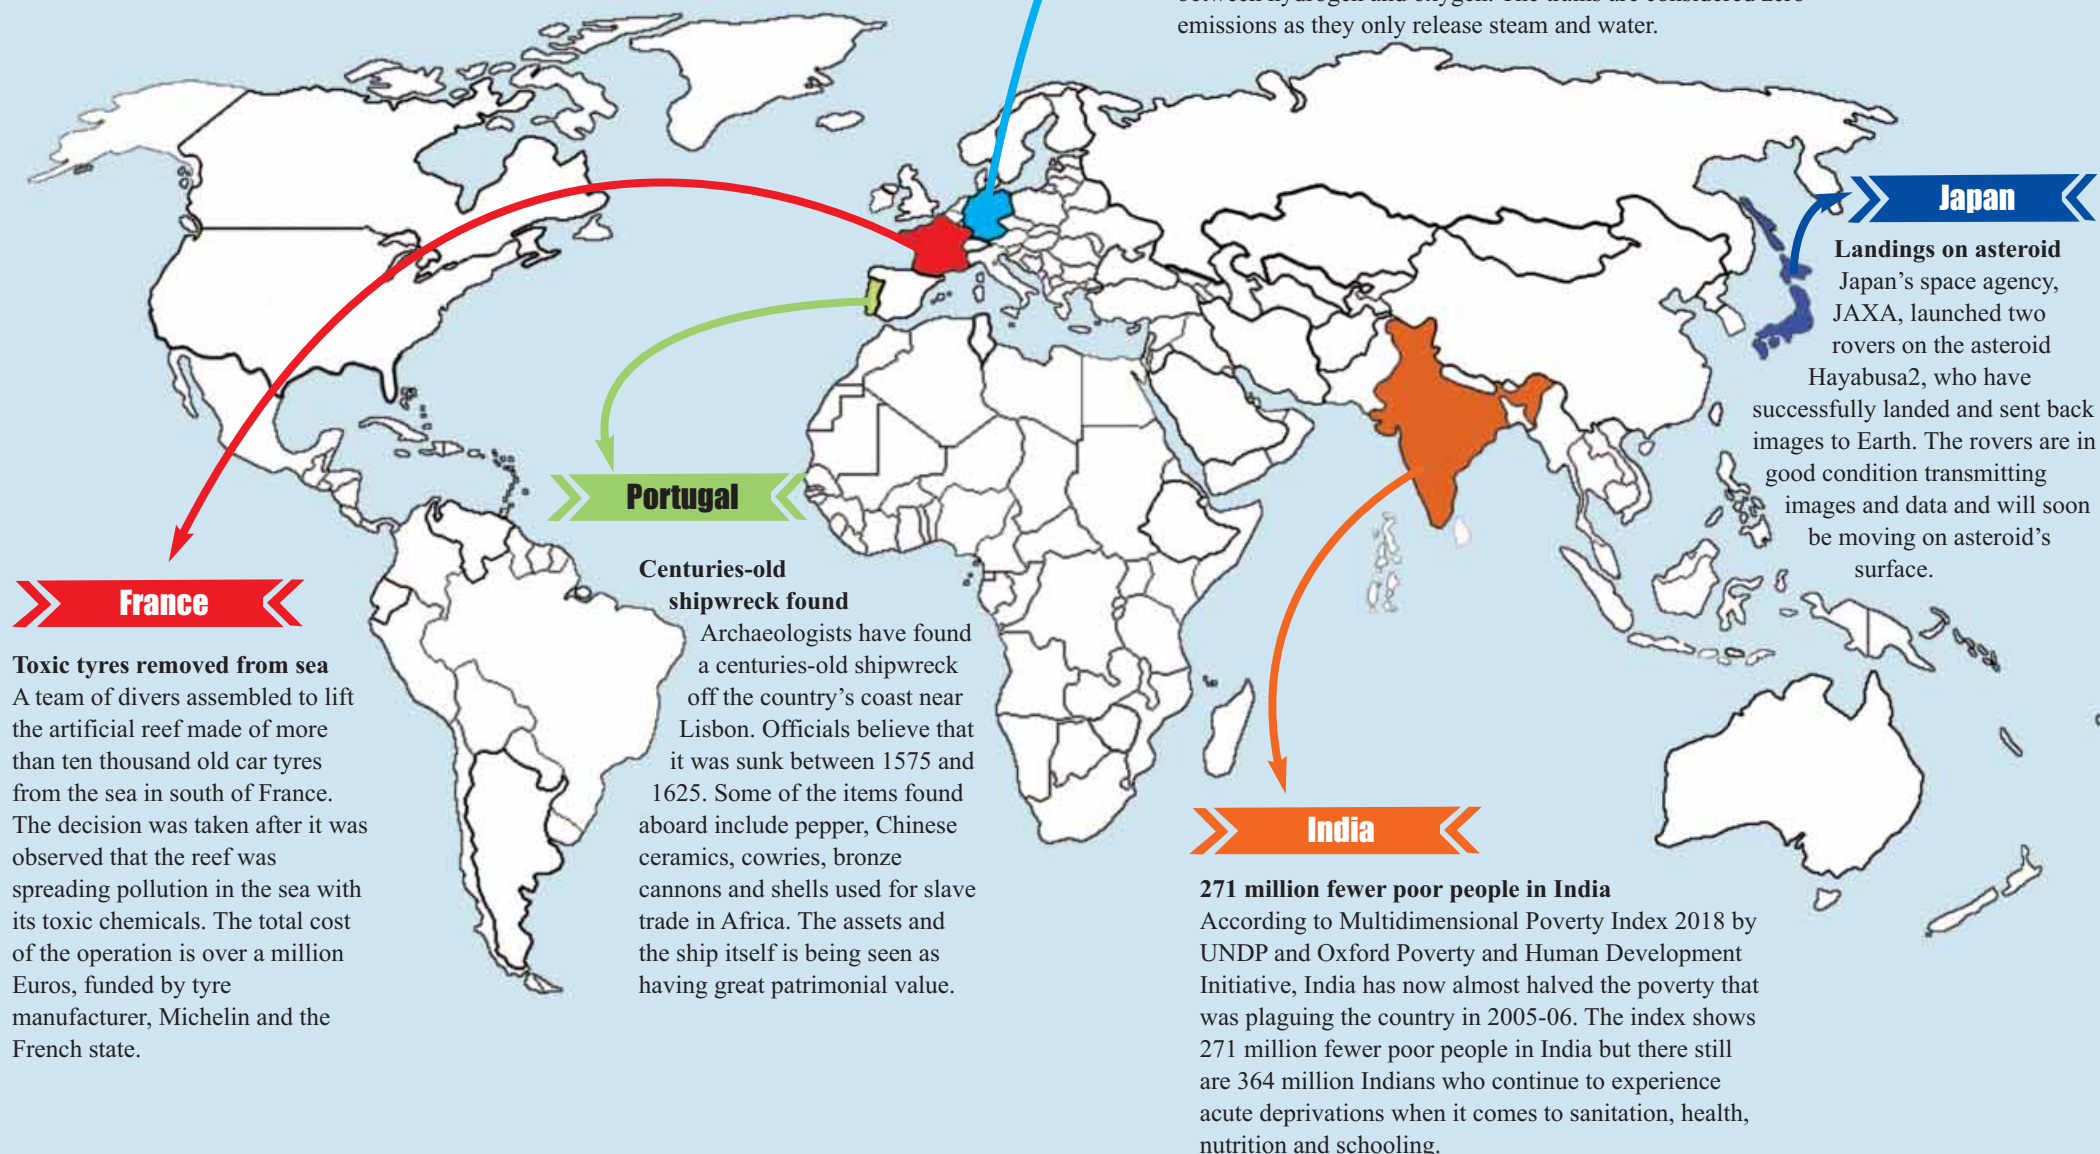 between hydrogen and oxygen. The trains are considered zero
emissions as they only release steam and water.
Japan
Landings on asteroid
Japan’s space agency,
JAXA, launched two
rovers on the asteroid
Hayabusa2, who have
successfully landed and sent back
images to Earth. The rovers are in
good condition transmitting
images and data and will soon
be moving on asteroid’s
surface.
Portugal
Centuries-old
shipwreck found
Archaeologists have found
a centuries-old shipwreck
off the country’s coast near
Lisbon. Officials believe that
it was sunk between 1575 and
1625. Some of the items found
aboard include pepper, Chinese
ceramics, cowries, bronze
cannons and shells used for slave
trade in Africa. The assets and
the ship itself is being seen as
having great patrimonial value.
France
Toxic tyres removed from sea
A team of divers assembled to lift
the artificial reef made of more
than ten thousand old car tyres
from the sea in south of France.
The decision was taken after it was
observed that the reef was
spreading pollution in the sea with
its toxic chemicals. The total cost
of the operation is over a million
Euros, funded by tyre
manufacturer, Michelin and the
French state.
India
271 million fewer poor people in India
According to Multidimensional Poverty Index 2018 by
UNDP and Oxford Poverty and Human Development
Initiative, India has now almost halved the poverty that
was plaguing the country in 2005-06. The index shows
271 million fewer poor people in India but there still
are 364 million Indians who continue to experience
acute deprivations when it comes to sanitation, health,
nutrition and schooling.